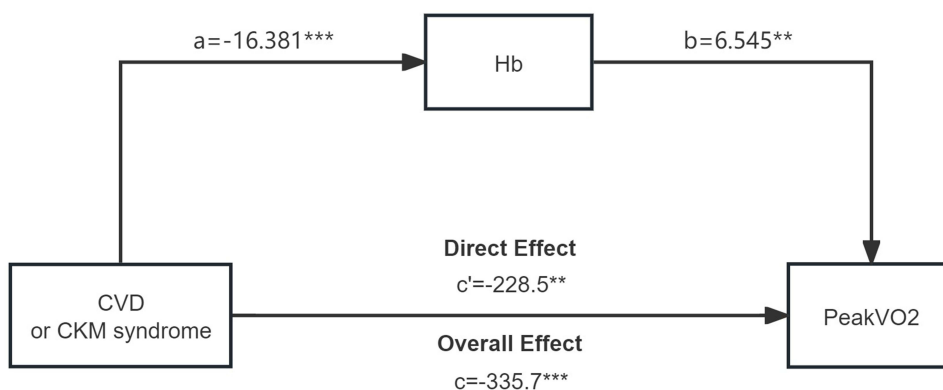 a=-16.381***
Hb
b=6.545**
Direct Effect
c'=-228.5**
CVD
or CKM syndrome
PeakVO2
Overall Effect
c=-335.7***